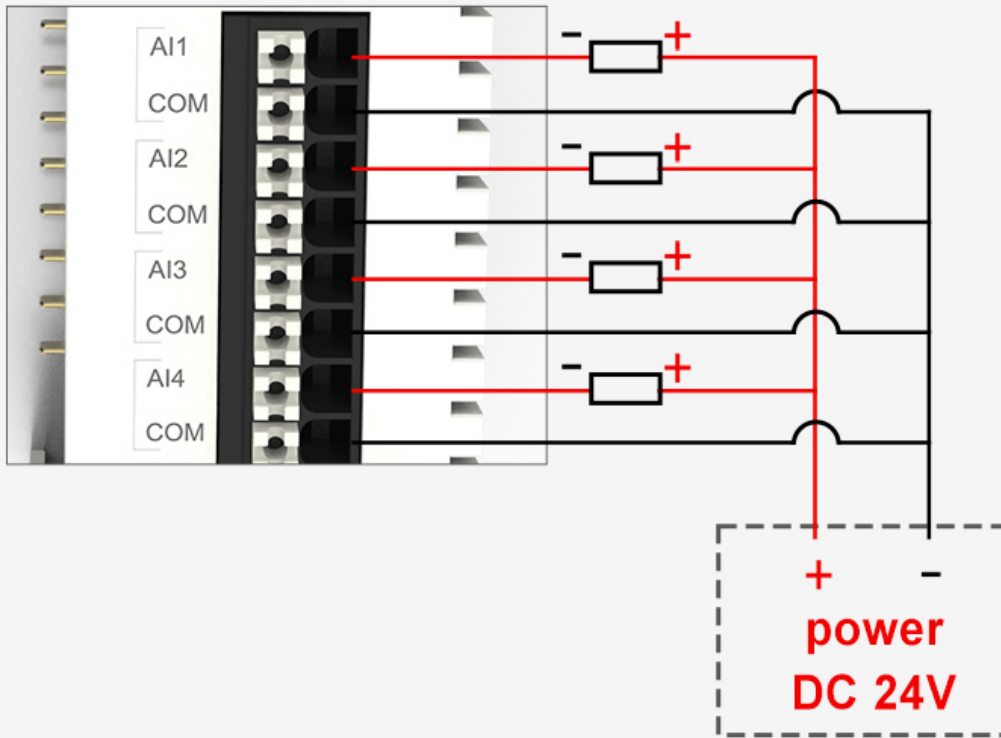 AI1
- +
COM
AI2
- +
COM
AI3
- +
COM
AI4
- +
COM
+ -
power
DC 24V